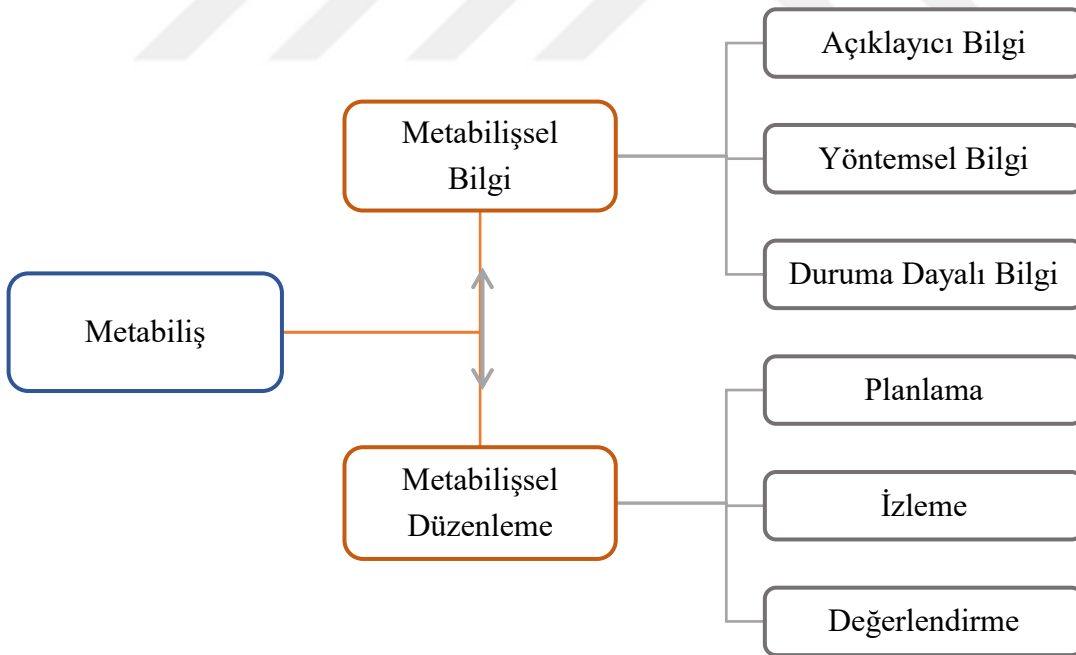 Açıklayıcı Bilgi
Metabilişsel
Bilgi
Yöntemsel Bilgi
Duruma Dayalı Bilgi
Metabiliş
Planlama
Metabilişsel
Düzenleme
İzleme
Değerlendirme